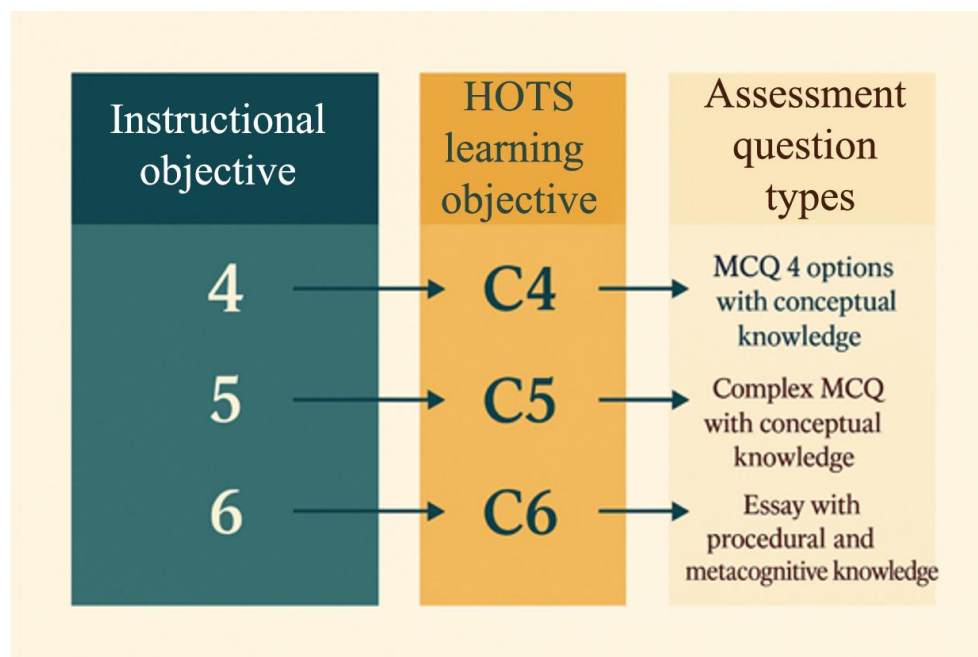 Instructional
objective
HOTS
learning
objective
Assessment
question
types
4
C4
MCQ 4 options
with conceptual
knowledge
5
C5
Complex MCQ
with conceptual
knowledge
6
C6
Essay with
procedural and
metacognitive knowledge